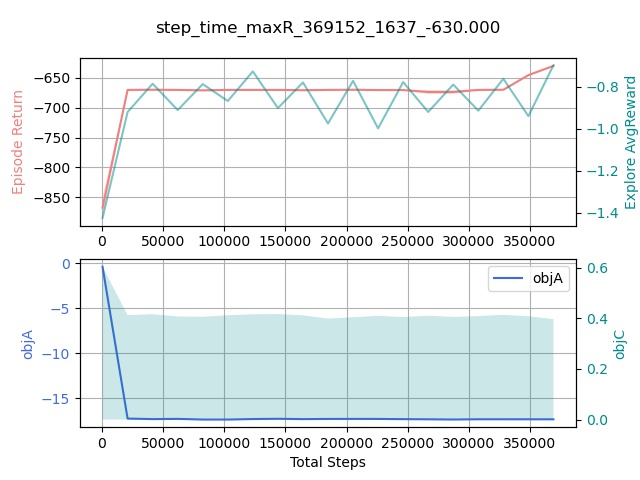 step_time_maxR_369152_1637_-630.000
−650
−700
−750
−800
−850
Episode Return
−0.8
−1.0
−1.2
−1.4
Explore AvgReward
0 50000 100000 150000 200000 250000 300000 350000
0
−5
−10
−15
objA
objA
0.6
0.4
0.2
0.0
objC
0 50000 100000 150000 200000 250000 300000 350000
Total Steps